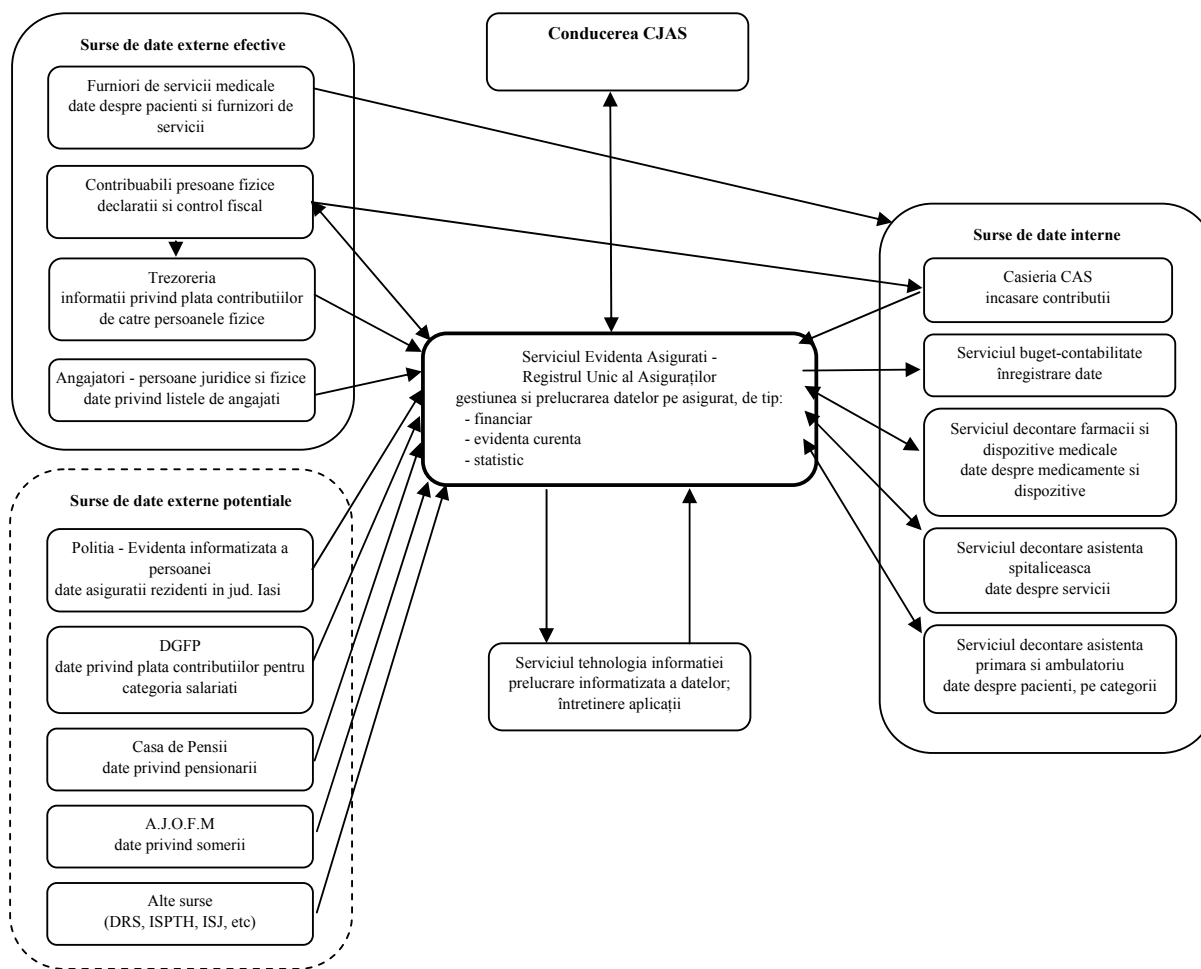 Surse de date externe efective
Furniori de servicii medicale
date despre pacienti si furnizori de
servicii
Contribuabili presoane fizice
declaratii si control fiscal
Trezoreria
informatii privind plata contributiilor
de catre persoanele fizice
Angajatori - persoane juridice si fizice
date privind listele de angajati
Surse de date externe potentiale
Politia - Evidenta informatizata a
persoanei
date asiguratii rezidenti in jud. Iasi
DGFP
date privind plata contributiilor pentru
categoria salariati
Casa de Pensii
date privind pensionarii
A.J.O.F.M
date privind somerii
Alte surse
(DRS, ISPTH, ISJ, etc)
Conducerea CJAS
Serviciul Evidenta Asigurati -
Registrul Unic al Asiguraților
gestiunea si prelucrarea datelor pe asigurat, de tip:
- financiar
- evidenta curenta
- statistic
Serviciul tehnologia informatiei
prelucrare informatizata a datelor;
întretinere aplicații
Surse de date interne
Casieria CAS
incasare contributii
Serviciul buget-contabilitate
înregistrare date
Serviciul decontare farmacii si
dispozitive medicale
date despre medicamente si
dispozitive
Serviciul decontare asistenta
spitaliceasca
date despre servicii
Serviciul decontare asistenta
primara si ambulatoriu
date despre pacienti, pe categorii